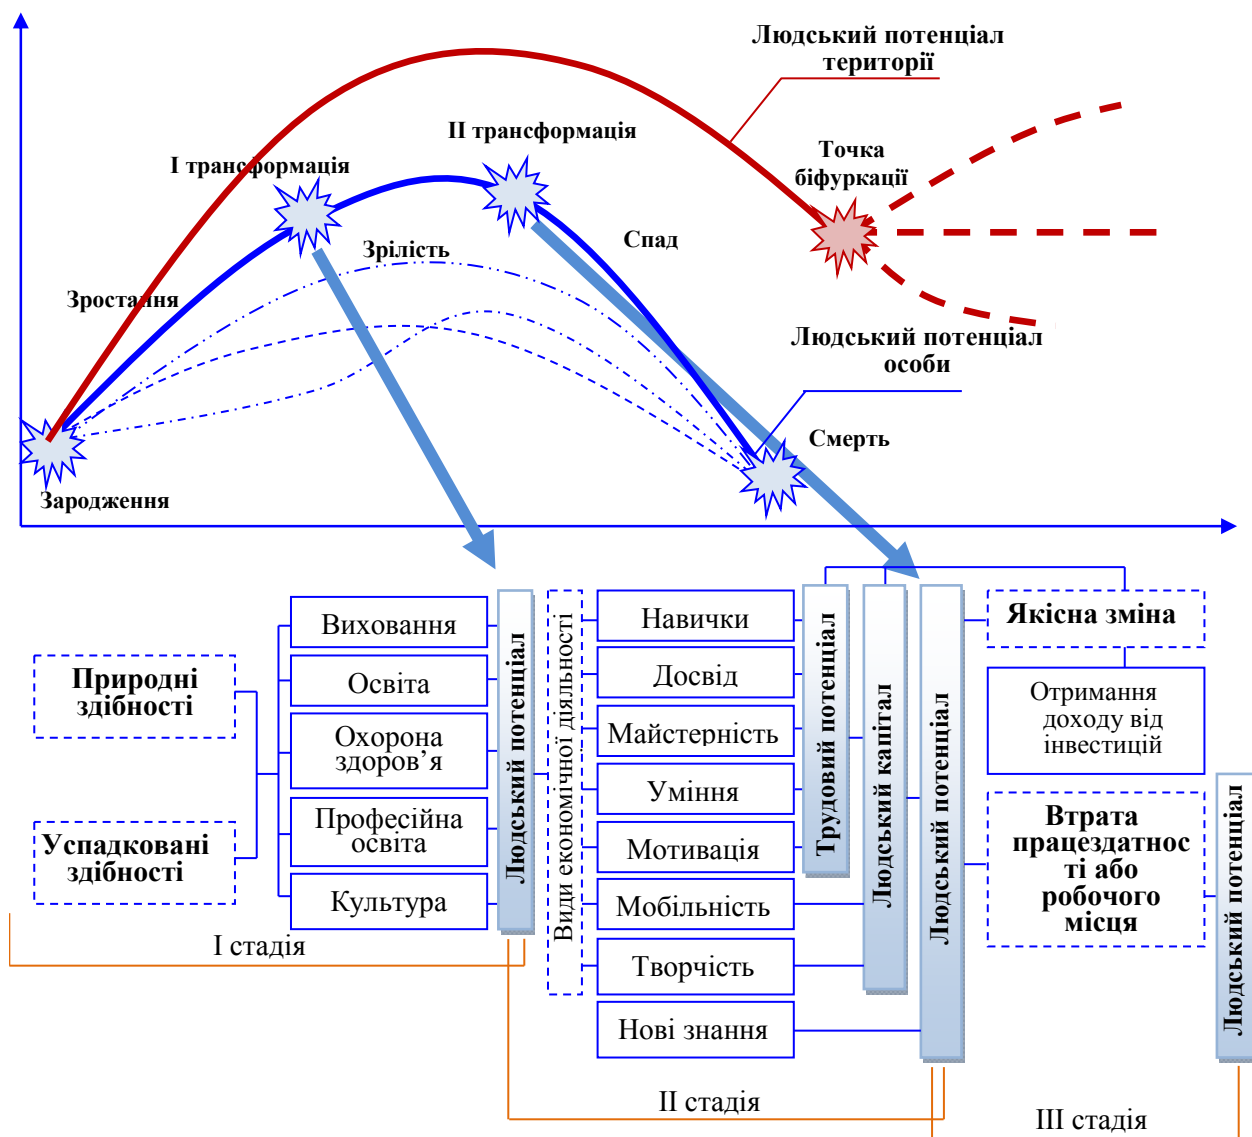 Людський потенціал
території
ІІ трансформація
І трансформація
Точка
біфуркації
Зрілість
Спад
Зростання
Людський потенціал
особи
Смерть
Зародження
Природні
здібності
Успадковані
здібності
Виховання
Освіта
Охорона
здоров’я
Професійна
освіта
Культура
Людський потенціал
Види економічної діяльності
Навички
Досвід
Майстерність
Уміння
Мотивація
Мобільність
Творчість
Нові знання
Трудовий потенціал
Людський капітал
Людський потенціал
Якісна зміна
Отримання
доходу від
інвестицій
Втрата
працездатнос
ті або
робочого
місця
Людський потенціал
І стадія
ІІ стадія
ІІІ стадія